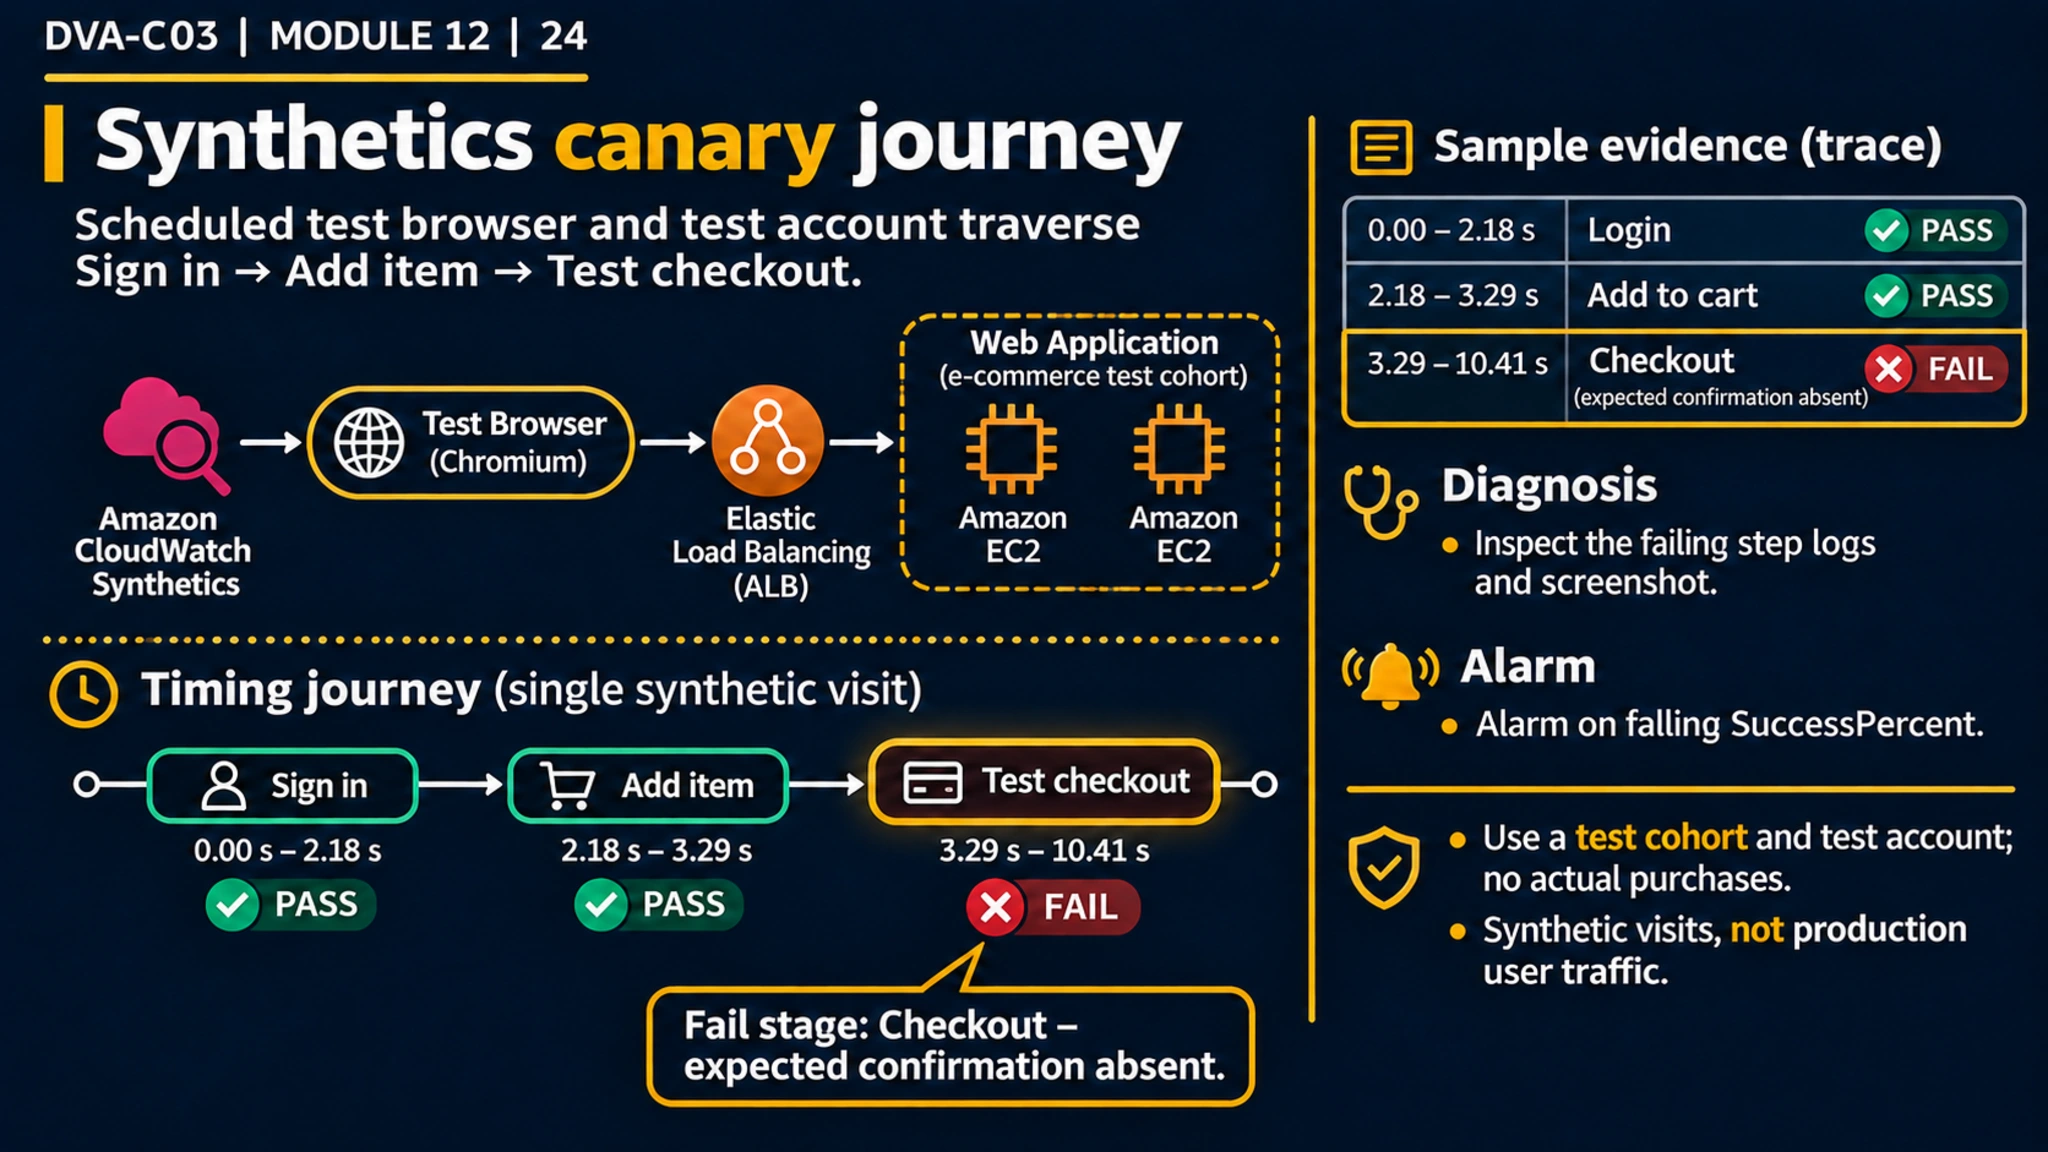 DVA-C03 | MODULE 12 | 24
Synthetics canary journey
Scheduled test browser and test account traverse
Sign in → Add item → Test checkout.
Amazon
CloudWatch
Synthetics
Test Browser
(Chromium)
Elastic
Load Balancing
(ALB)
Web Application
(e-commerce test cohort)
Amazon
EC2
Amazon
EC2
Timing journey (single synthetic visit)
Sign in
0.00 s – 2.18 s
PASS
Add item
2.18 s – 3.29 s
PASS
Test checkout
3.29 s – 10.41 s
FAIL
Fail stage: Checkout –
expected confirmation absent.
Sample evidence (trace)
0.00 – 2.18 s Login PASS
2.18 – 3.29 s Add to cart PASS
3.29 – 10.41 s Checkout FAIL
(expected confirmation absent)
Diagnosis
• Inspect the failing step logs
and screenshot.
Alarm
• Alarm on falling SuccessPercent.
• Use a test cohort and test account;
no actual purchases.
• Synthetic visits, not production
user traffic.